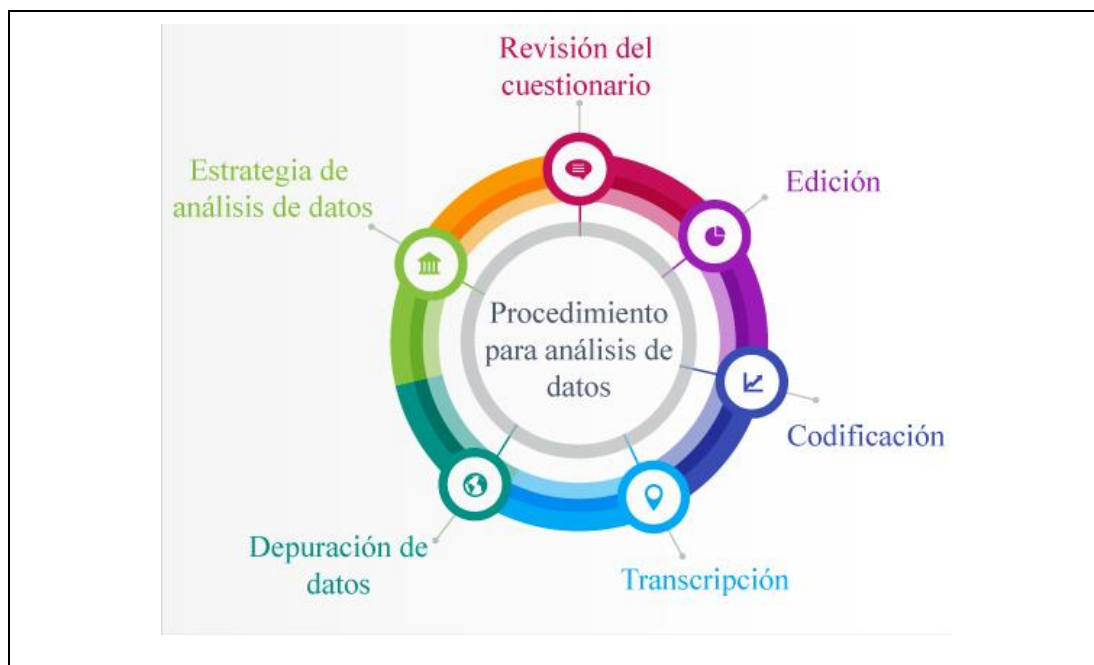 Revisión del
cuestionario
Edición
Codificación
Transcripción
Depuración de
datos
Estrategia de
análisis de datos
Procedimiento
para análisis de
datos